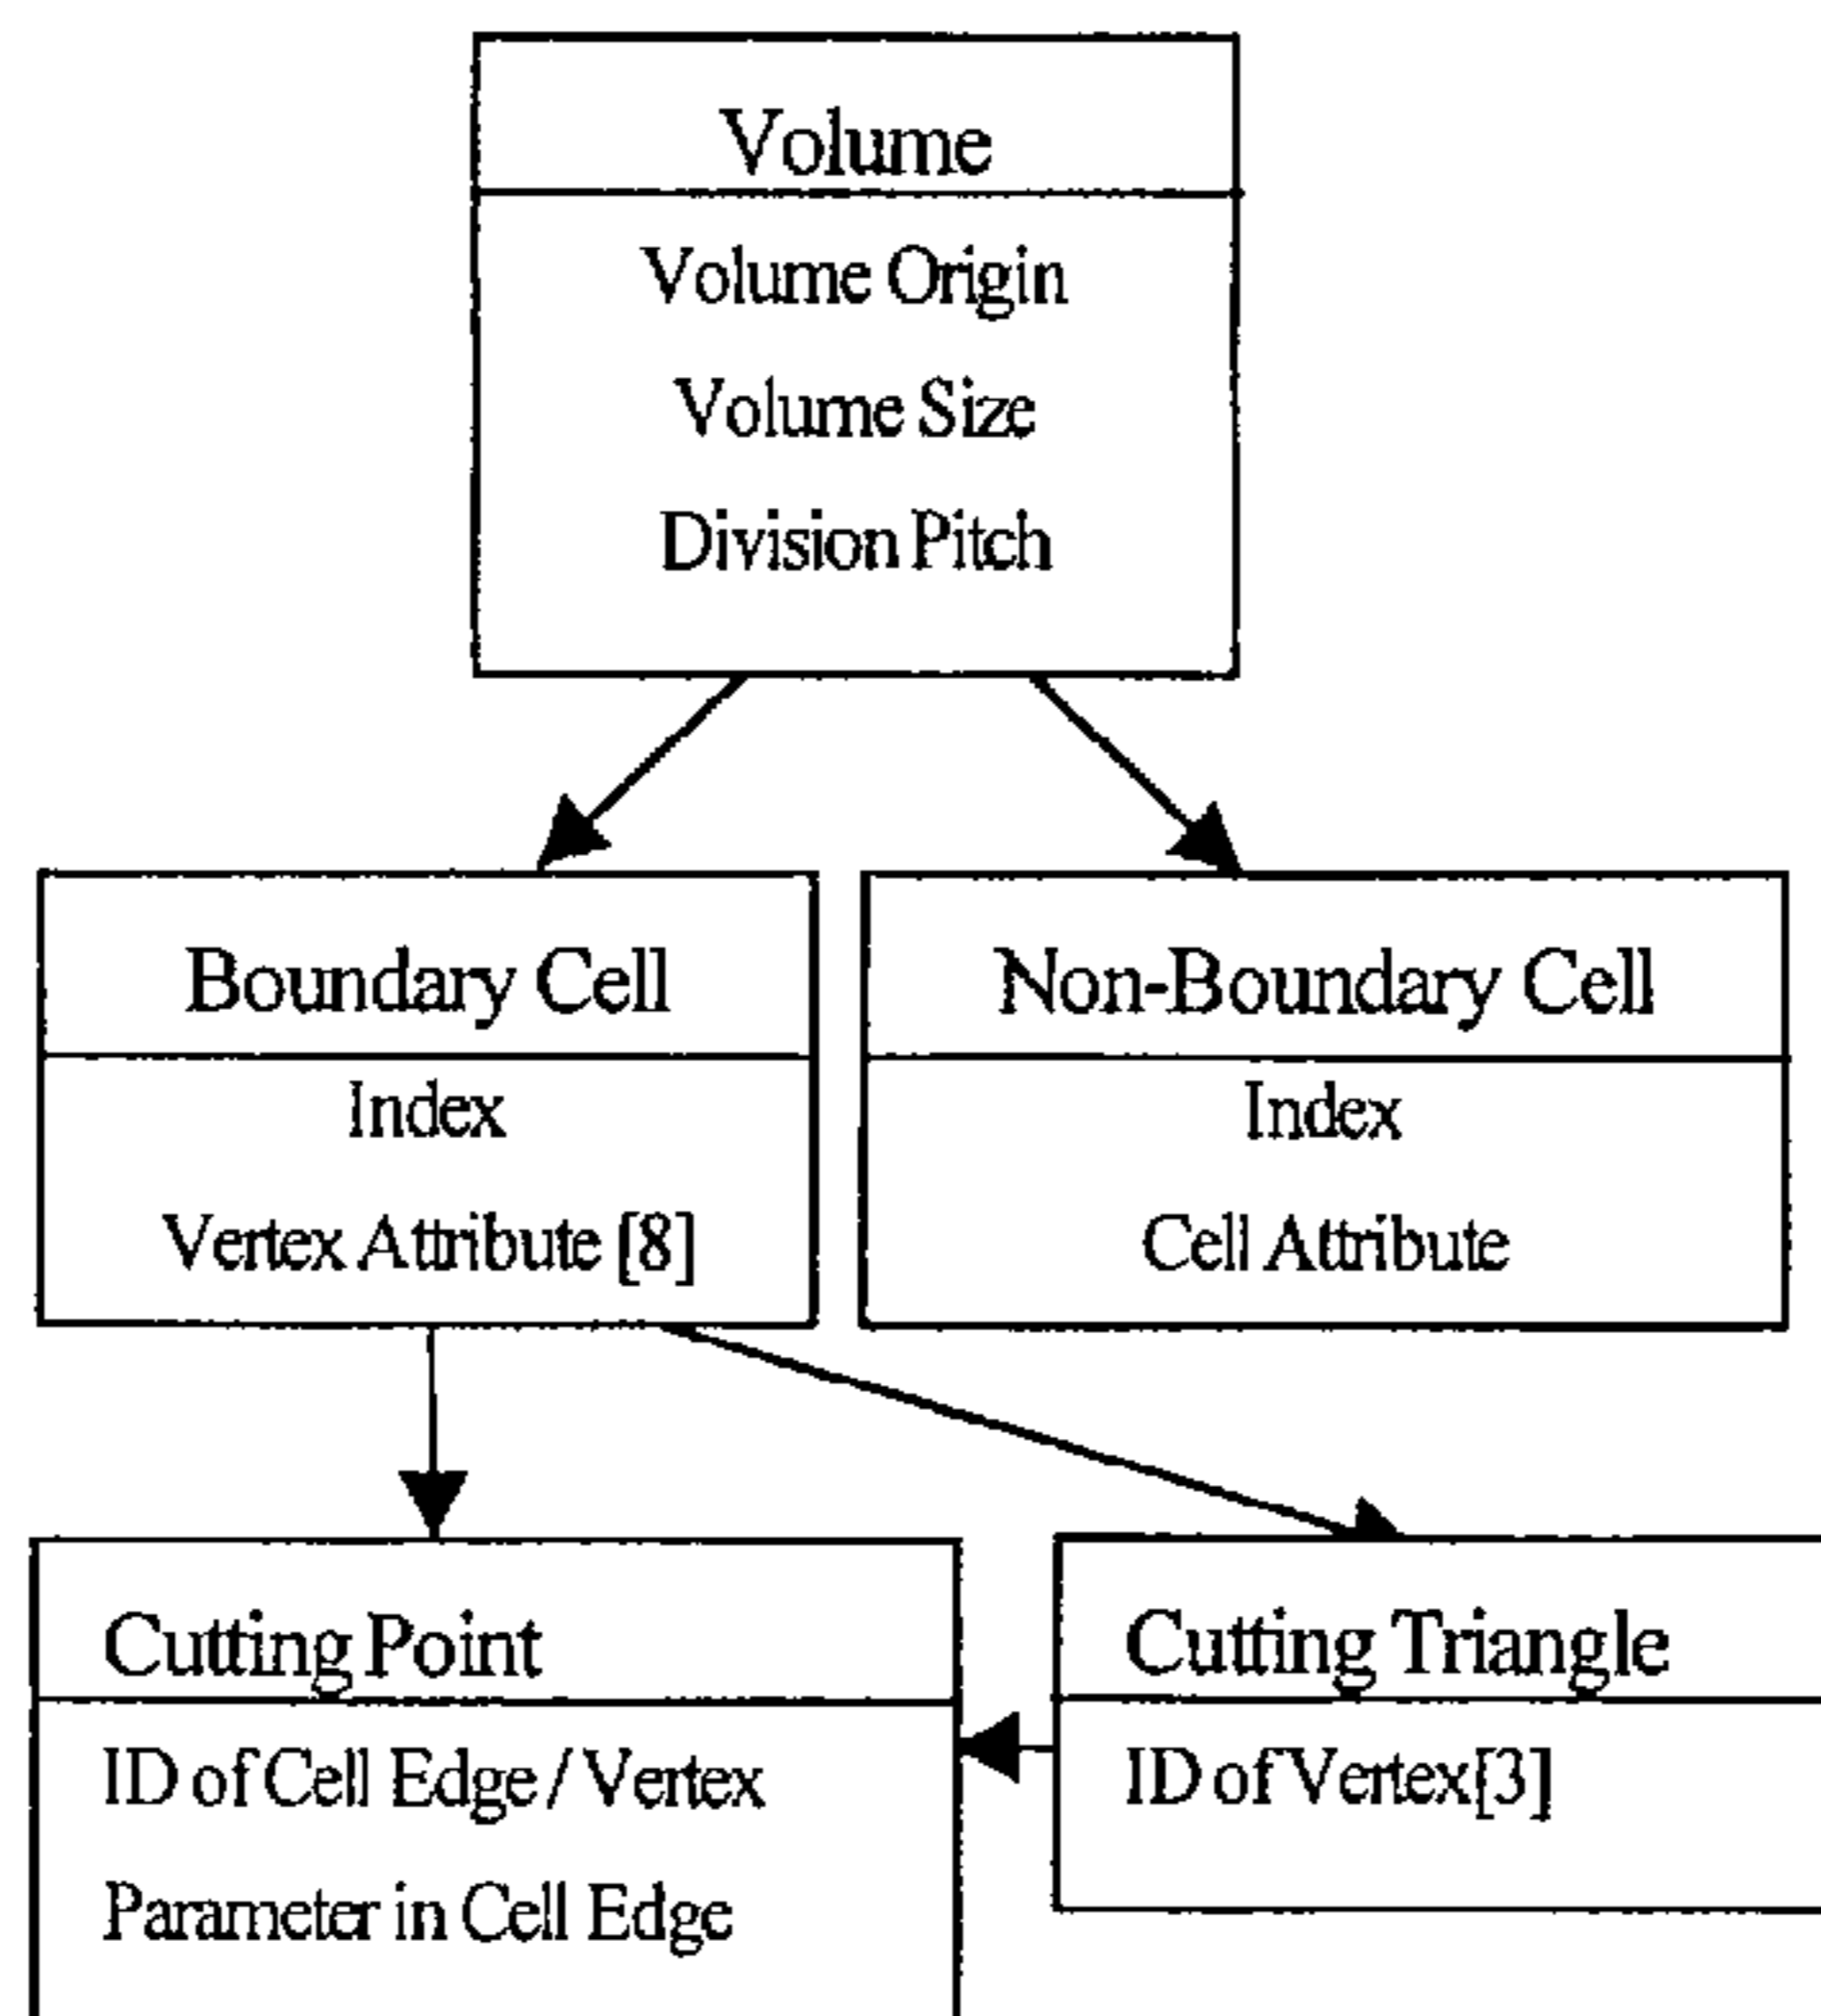 Volume
Volume Origin
Volume Size
Division Pitch
Boundary Cell
Index
Vertex Attribute [8]
Non-Boundary Cell
Index
Cell Attribute
Cutting Point
ID of Cell Edge / Vertex
Parameter in Cell Edge
Cutting Triangle
ID of Vertex[3]